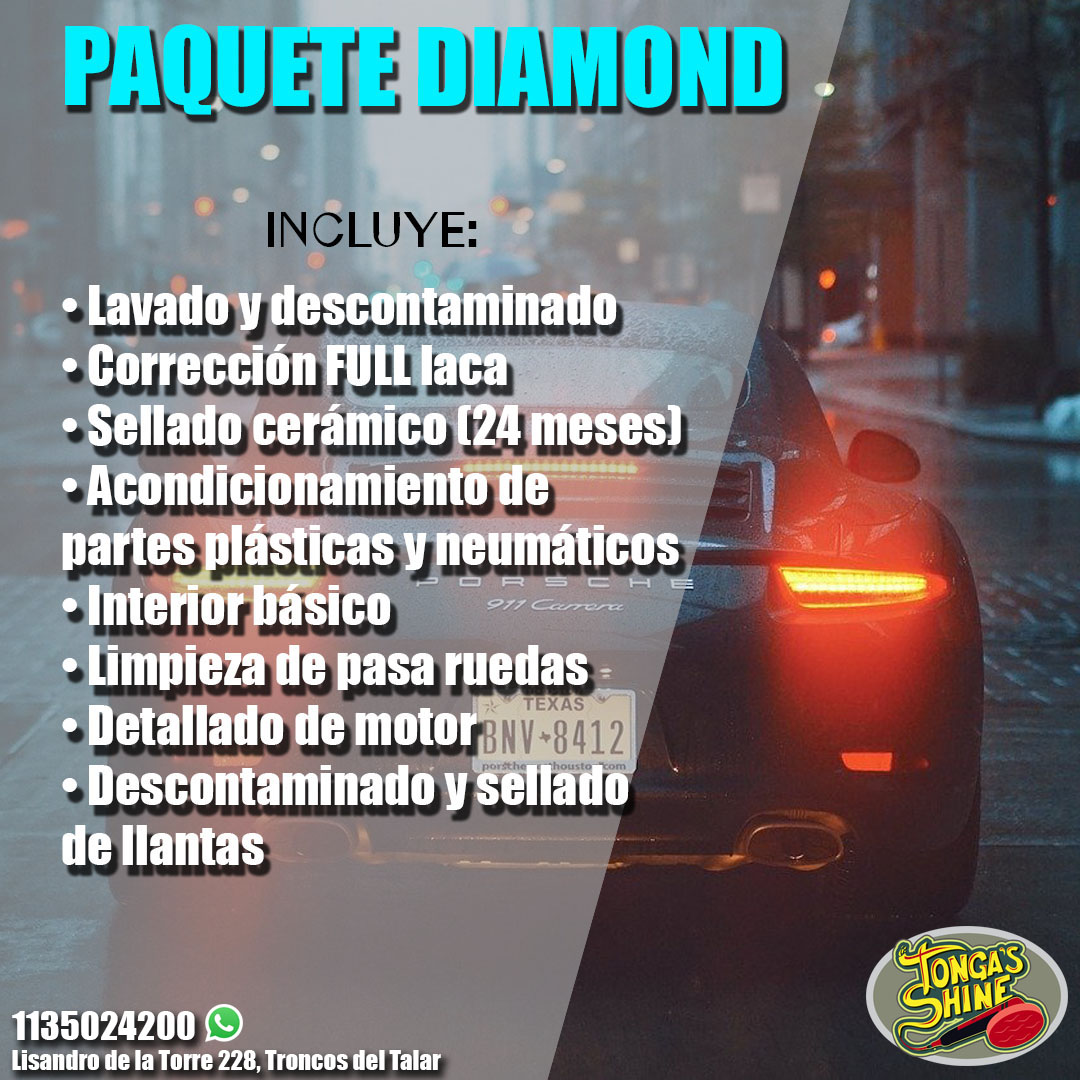 PAQUETE DIAMOND
INCLUYE:
• Lavado y descontaminado
• Corrección FULL laca
• Sellado cerámico (24 meses)
• Acondicionamiento de
partes plásticas y neumáticos
• Interior básico
• Limpieza de pasa ruedas
• Detallado de motor
• Descontaminado y sellado
de llantas
PORSCHE
911 Carrera
TEXAS
BNV 8412
TONGA'S
SHINE
1135024200
Lisandro de la Torre 228, Troncos del Talar